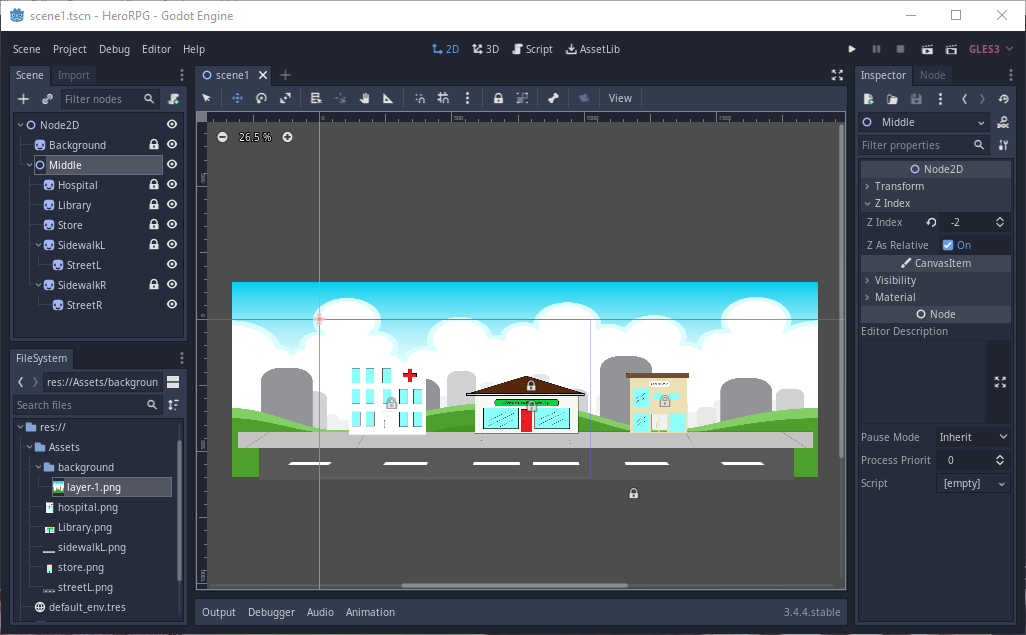 scene1.tscn - HeroRPG - Godot Engine
Scene Project Debug Editor Help 2D 3D Script AssetLib GLES3
Scene Import
Filter nodes
Node2D
Background
Middle
Hospital
Library
Store
SidewalkL
StreetL
SidewalkR
StreetR
FileSystem
res://Assets/backgroun
Search files
res://
Assets
background
layer-1.png
hospital.png
Library.png
sidewalkL.png
store.png
streetL.png
default_env.tres
scene1
View
0 500 1000 1500
26.5 %
Output Debugger Audio Animation 3.4.4.stable
Inspector Node
Middle
Filter properties
Node2D
Transform
Z Index
Z Index -2
Z As Relative On
CanvasItem
Visibility
Material
Node
Editor Description
Pause Mode Inherit
Process Priorit 0
Script [empty]